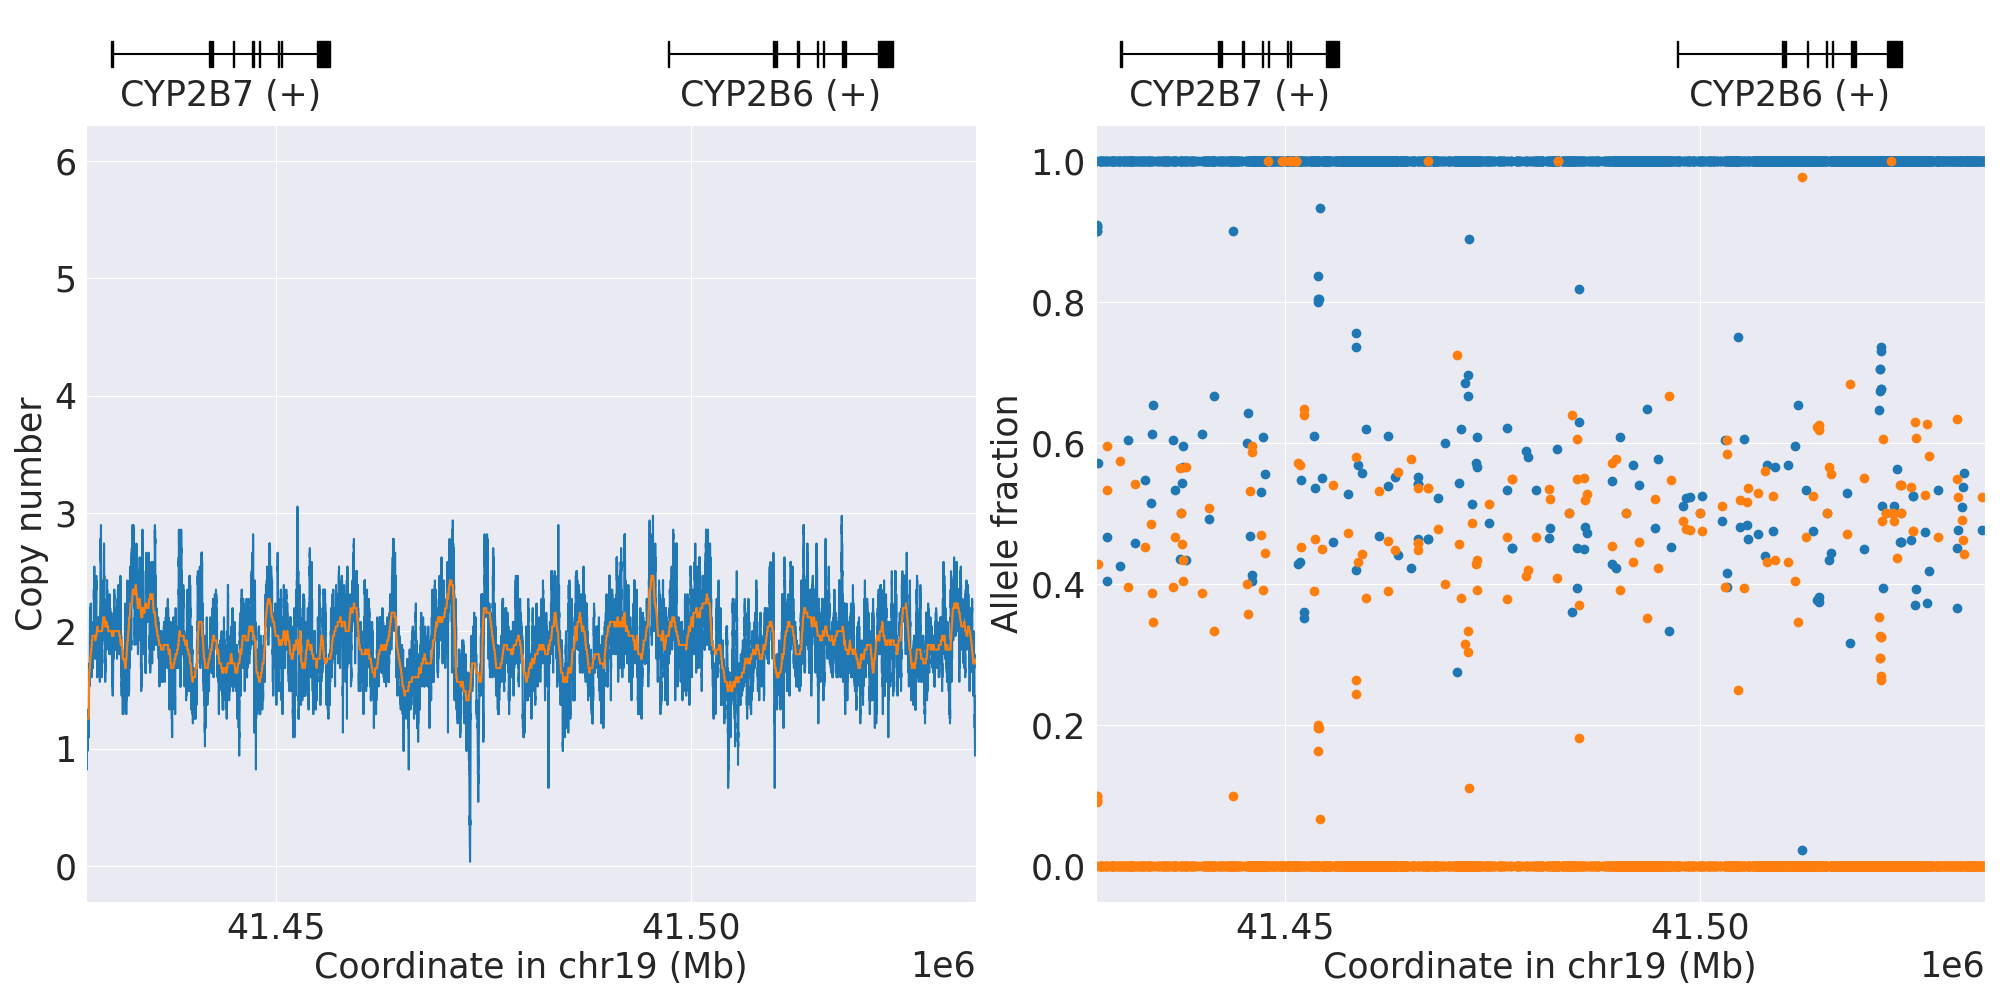 CYP2B7 (+) CYP2B6 (+)
CYP2B7 (+) CYP2B6 (+)
Copy number
6
5
4
3
2
1
0
41.45 41.50
Coordinate in chr19 (Mb) 1e6
Allele fraction
1.0
0.8
0.6
0.4
0.2
0.0
41.45 41.50
Coordinate in chr19 (Mb) 1e6